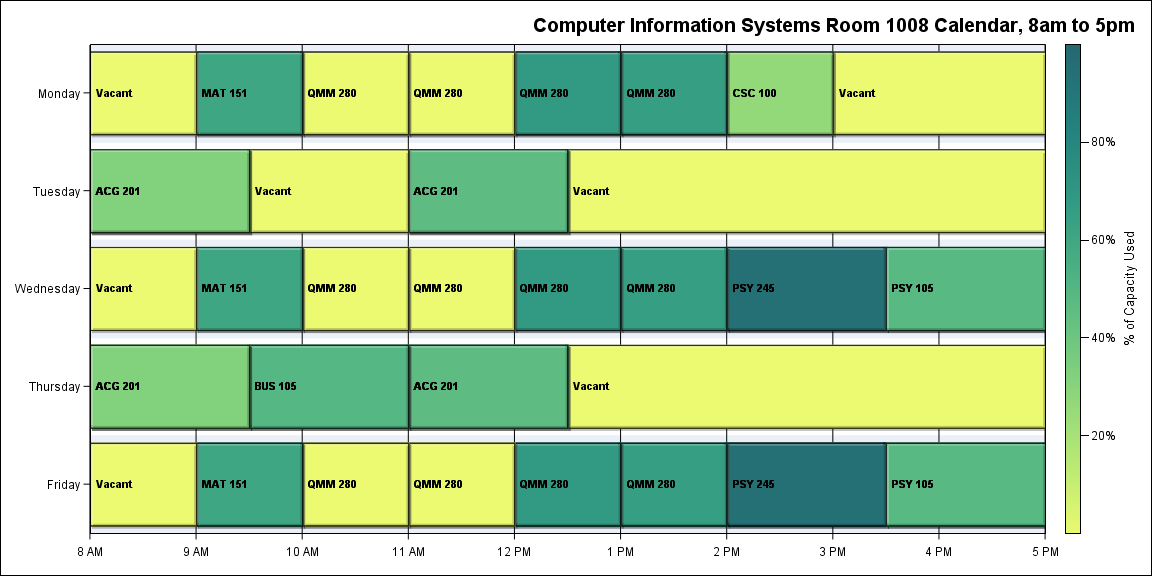 Computer Information Systems Room 1008 Calendar, 8am to 5pm
Monday
Vacant
MAT 151
QMM 280
QMM 280
QMM 280
QMM 280
CSC 100
Vacant
Tuesday
ACG 201
Vacant
ACG 201
Vacant
Wednesday
Vacant
MAT 151
QMM 280
QMM 280
QMM 280
QMM 280
PSY 245
PSY 105
Thursday
ACG 201
BUS 105
ACG 201
Vacant
Friday
Vacant
MAT 151
QMM 280
QMM 280
QMM 280
QMM 280
PSY 245
PSY 105
8 AM
9 AM
10 AM
11 AM
12 PM
1 PM
2 PM
3 PM
4 PM
5 PM
80%
60%
40%
20%
% of Capacity Used